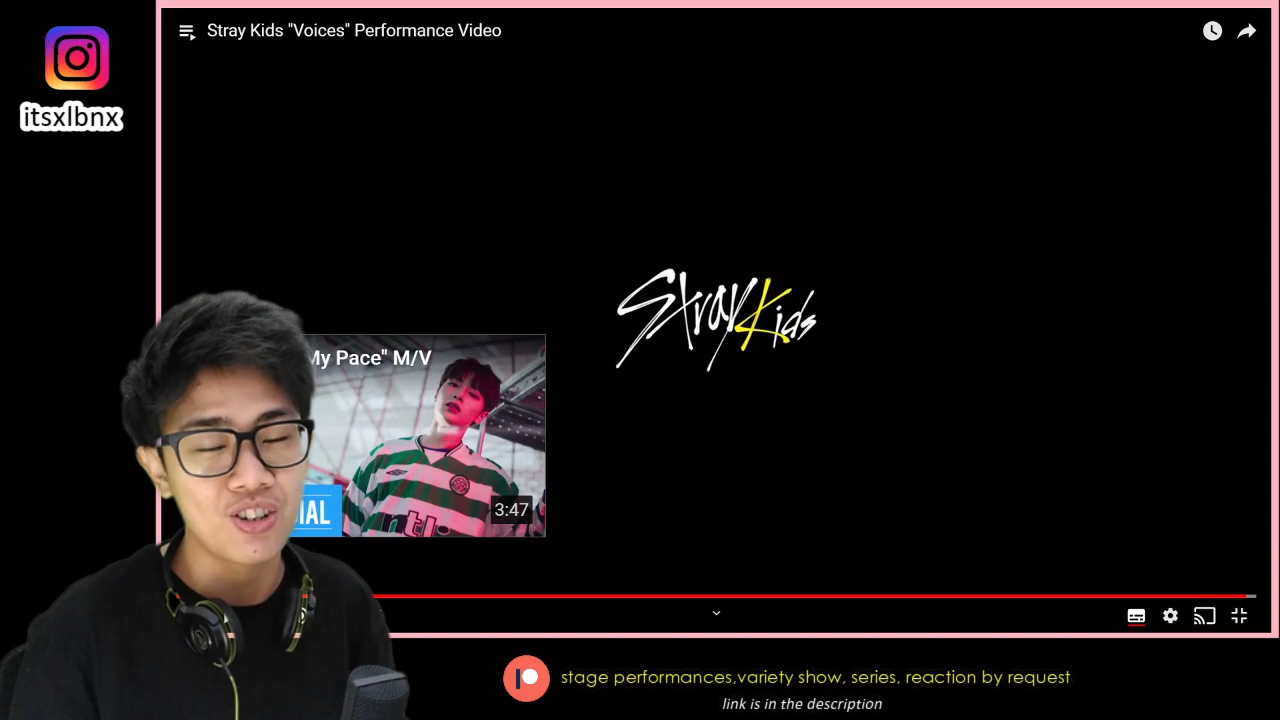 Stray Kids "Voices" Performance Video
itsxlbnx
Stray Kids
My Pace" M/V
IAL
3:47
stage performances,variety show, series, reaction by request
link is in the description